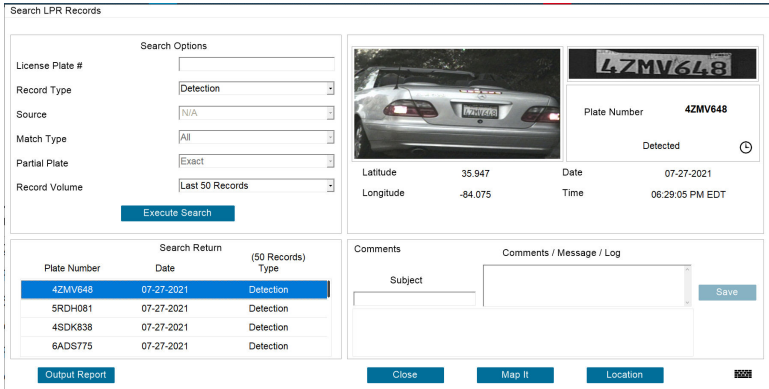 Search LPR Records
Search Options
License Plate #
Record Type Detection
Source N/A
Match Type All
Partial Plate Exact
Record Volume Last 50 Records
Execute Search
4ZMV648
4ZMV648
Plate Number 4ZMV648
Detected
Latitude 35.947 Date 07-27-2021
Longitude -84.075 Time 06:29:05 PM EDT
Search Return (50 Records)
Plate Number Date Type
4ZMV648 07-27-2021 Detection
5RDH081 07-27-2021 Detection
4SDK838 07-27-2021 Detection
6ADS775 07-27-2021 Detection
Comments
Comments / Message / Log
Subject
Save
Output Report
Close
Map It
Location